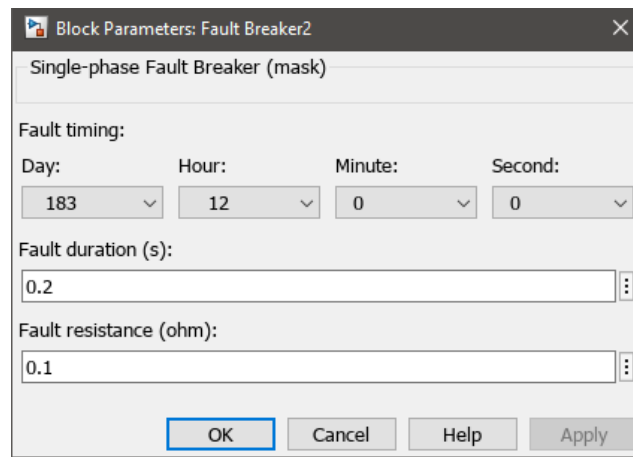 Block Parameters: Fault Breaker2
Single-phase Fault Breaker (mask)
Fault timing:
Day: Hour: Minute: Second:
183 12 0 0
Fault duration (s):
0.2
Fault resistance (ohm):
0.1
OK Cancel Help Apply